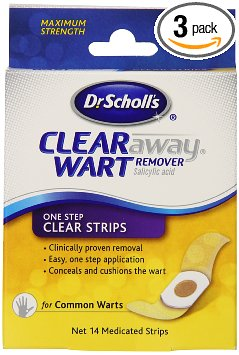 MAXIMUM
STRENGTH
3
pack
Dr Scholl's®
CLEARaway®
WART REMOVER
Salicylic acid
ONE STEP
CLEAR STRIPS
• Clinically proven removal
• Easy, one step application
• Conceals and cushions the wart
for Common Warts
Net 14 Medicated Strips